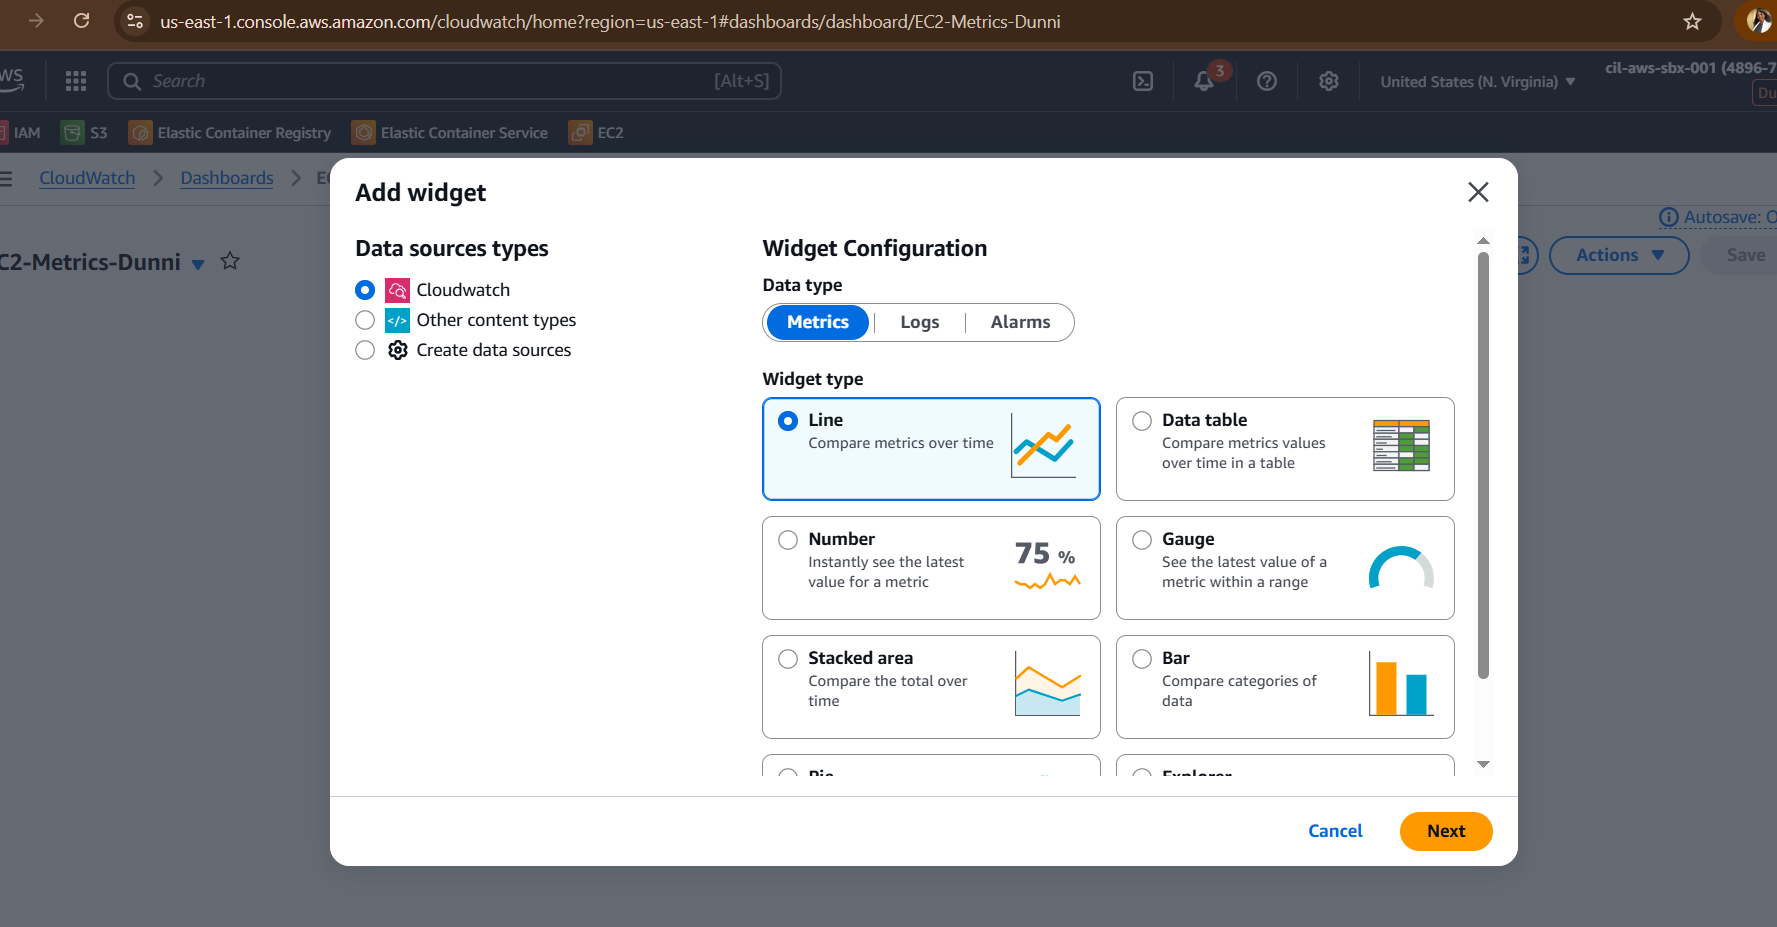 us-east-1.console.aws.amazon.com/cloudwatch/home?region=us-east-1#dashboards/dashboard/EC2-Metrics-Dunni
Search [Alt+S] 3 United States (N. Virginia) cil-aws-sbx-001 (4896-7
IAM S3 Elastic Container Registry Elastic Container Service EC2
CloudWatch Dashboards
Autosave: O
C2-Metrics-Dunni
Actions Save
Add widget
Data sources types
Cloudwatch
Other content types
Create data sources
Widget Configuration
Data type
Metrics Logs Alarms
Widget type
Line
Compare metrics over time
Data table
Compare metrics values
over time in a table
Number
Instantly see the latest
value for a metric
75 %
Gauge
See the latest value of a
metric within a range
Stacked area
Compare the total over
time
Bar
Compare categories of
data
Pie
Explorer
Cancel Next